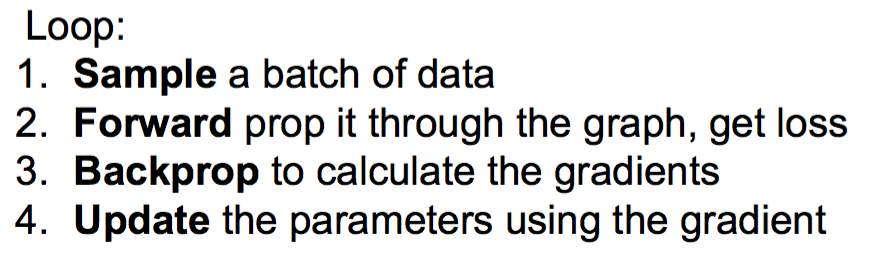 Loop:
1. Sample a batch of data
2. Forward prop it through the graph, get loss
3. Backprop to calculate the gradients
4. Update the parameters using the gradient